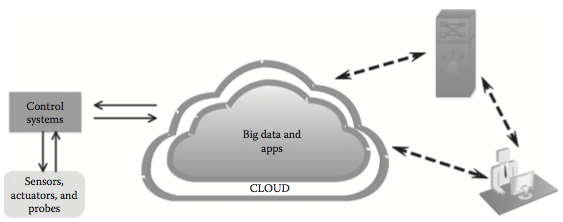 Control
systems
Sensors,
actuators, and
probes
Big data and
apps
CLOUD